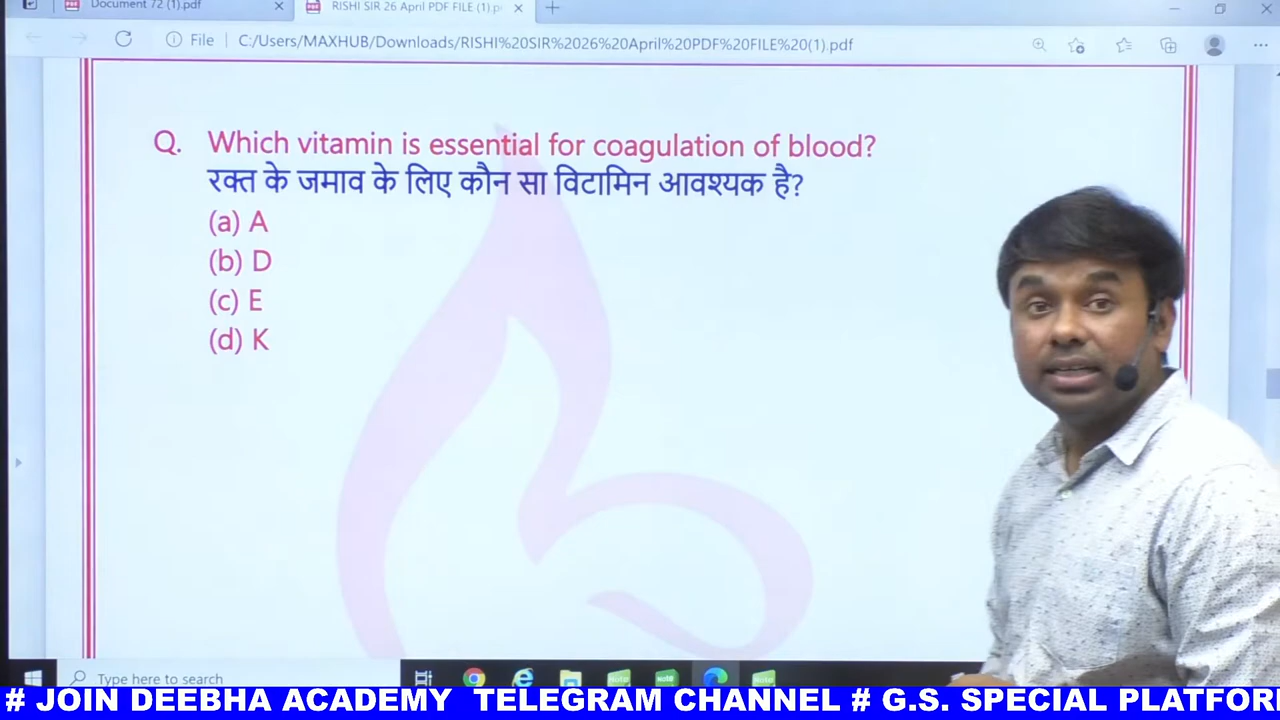 Document 72 (1).pdf
RISHI SIR 26 April PDF FILE (1).p
File
C:/Users/MAXHUB/Downloads/RISHI%20SIR%2026%20April%20PDF%20FILE%20(1).pdf
Q. Which vitamin is essential for coagulation of blood?
रक्त के जमाव के लिए कौन सा विटामिन आवश्यक है?
(a) A
(b) D
(c) E
(d) K
Type here to search
# JOIN DEEBHA ACADEMY TELEGRAM CHANNEL # G.S. SPECIAL PLATFOR